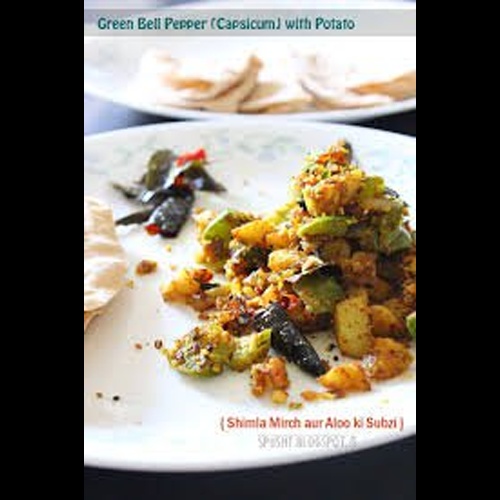 Green Bell Pepper (Capsicum) with Potato
{ Shimla Mirch aur Aloo ki Subzi }